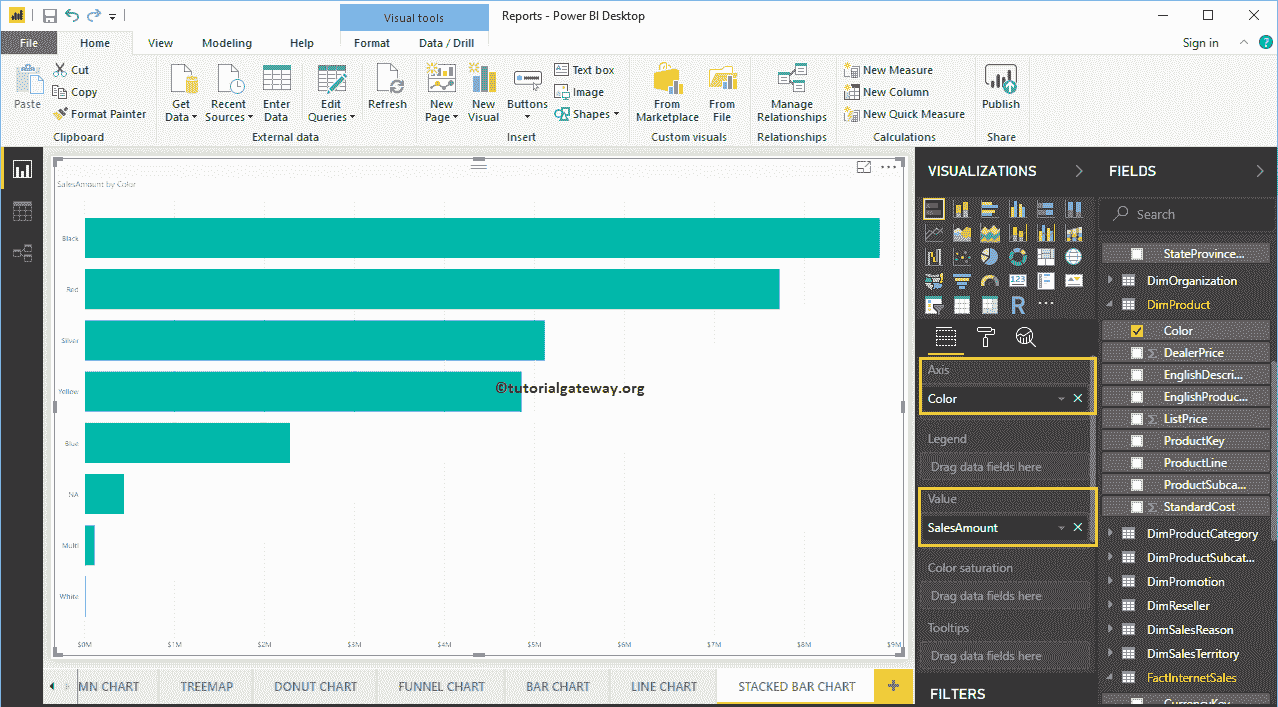 Visual tools
Reports - Power BI Desktop
File
Home
View
Modeling
Help
Format
Data / Drill
Sign in
?
Paste
Cut
Copy
Format Painter
Clipboard
Get
Data
Recent
Sources
Enter
Data
Edit
Queries
External data
Refresh
New
Page
New
Visual
Buttons
Text box
Image
Shapes
Insert
From
Marketplace
From
File
Custom visuals
Manage
Relationships
Relationships
New Measure
New Column
New Quick Measure
Calculations
Publish
Share
SalesAmount by Color
Black
Red
Silver
Yellow
Blue
NA
Multi
White
©tutorialgateway.org
$0M $1M $2M $3M $4M $5M $6M $7M $8M $9M
MN CHART
TREEMAP
DONUT CHART
FUNNEL CHART
BAR CHART
LINE CHART
STACKED BAR CHART
VISUALIZATIONS
123
R
Axis
Color
Legend
Drag data fields here
Value
SalesAmount
Color saturation
Drag data fields here
Tooltips
Drag data fields here
FILTERS
FIELDS
Search
StateProvince...
DimOrganization
DimProduct
Color
Σ DealerPrice
EnglishDescri...
EnglishProduc...
Σ ListPrice
ProductKey
ProductLine
ProductSubca...
Σ StandardCost
DimProductCategory
DimProductSubcat...
DimPromotion
DimReseller
DimSalesReason
DimSalesTerritory
FactInternetSales
CurrencyKey